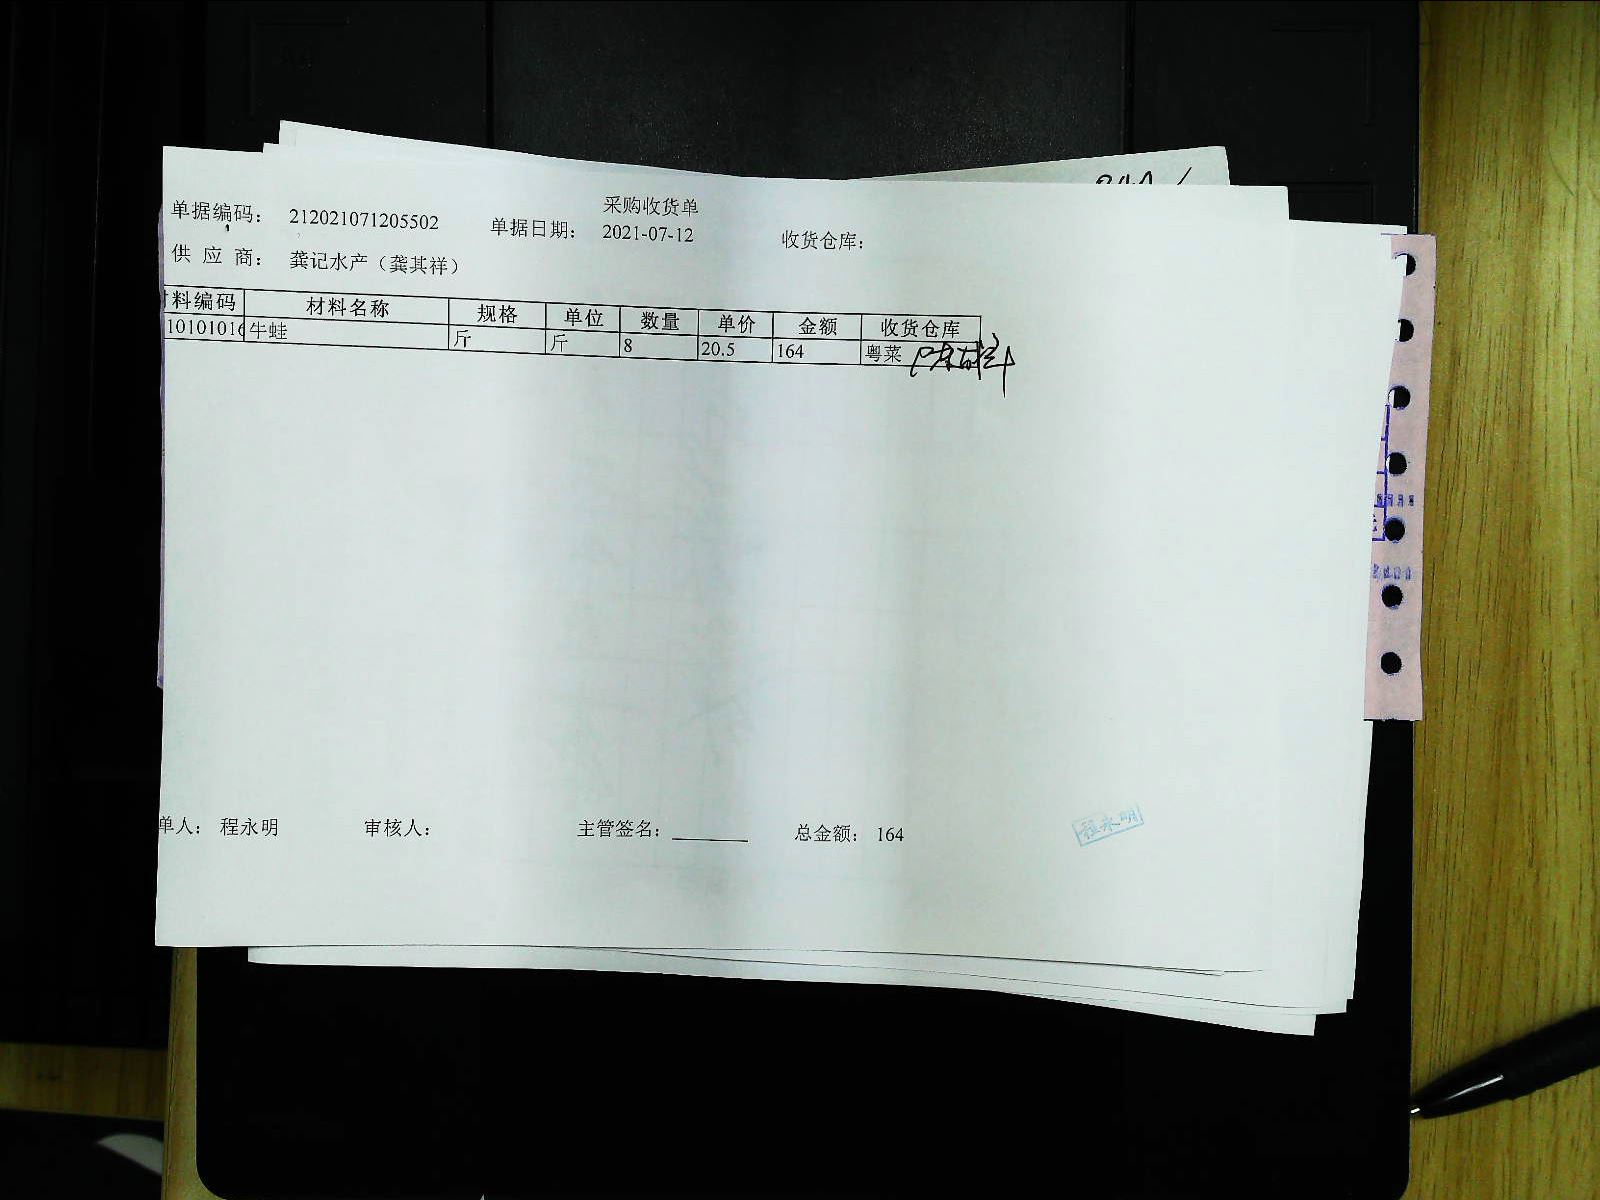 采购收货单
单据编码： 212021071205502 单据日期： 2021-07-12 收货仓库：
供 应 商： 龚记水产（龚其祥）
料编码 材料名称 规格 单位 数量 单价 金额 收货仓库
1010101 牛蛙 斤 斤 8 20.5 164 粤菜
单人： 程永明 审核人： 主管签名： 总金额： 164
程永明